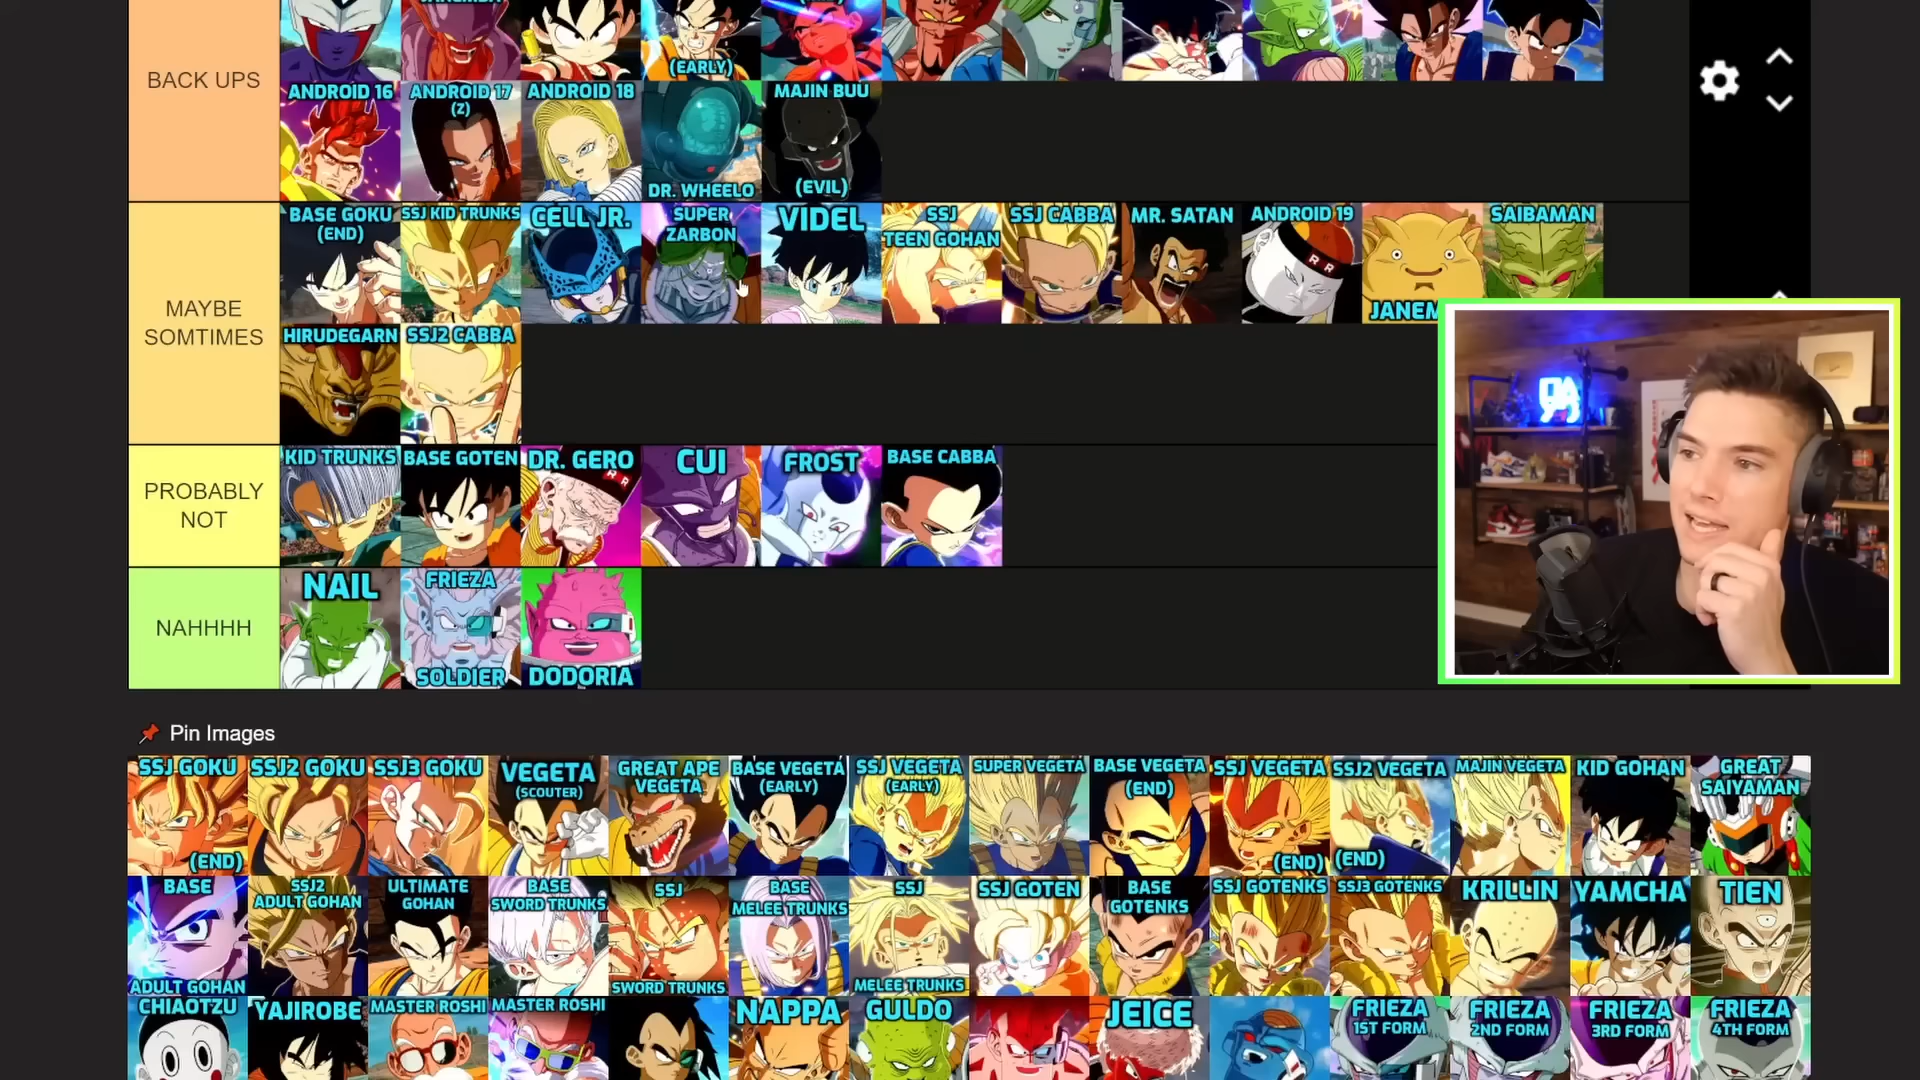 BACK UPS
(EARLY)
ANDROID 16
ANDROID 17
(Z)
ANDROID 18
DR. WHEELO
MAJIN BUU
(EVIL)
MAYBE
SOMTIMES
BASE GOKU
(END)
SSJ KID TRUNKS
CELL JR.
SUPER
ZARBON
VIDEL
SSJ
TEEN GOHAN
SSJ CABBA
MR. SATAN
ANDROID 19
JANEM
SAIBAMAN
HIRUDEGARN
SSJ2 CABBA
PROBABLY
NOT
KID TRUNKS
BASE GOTEN
DR. GERO
CUI
FROST
BASE CABBA
NAHHHH
NAIL
FRIEZA
SOLDIER
DODORIA
Pin Images
SSJ GOKU
(END)
SSJ2 GOKU
SSJ3 GOKU
VEGETA
(SCOUTER)
GREAT APE
VEGETA
BASE VEGETA
(EARLY)
SSJ VEGETA
(EARLY)
SUPER VEGETA
BASE VEGETA
(END)
SSJ VEGETA
(END)
SSJ2 VEGETA
(END)
MAJIN VEGETA
KID GOHAN
GREAT
SAIYAMAN
BASE
ADULT GOHAN
SSJ2
ADULT GOHAN
ULTIMATE
GOHAN
BASE
SWORD TRUNKS
SSJ
SWORD TRUNKS
BASE
MELEE TRUNKS
SSJ
MELEE TRUNKS
SSJ GOTEN
BASE
GOTENKS
SSJ GOTENKS
SSJ3 GOTENKS
KRILLIN
YAMCHA
TIEN
CHIAOTZU
YAJIROBE
MASTER ROSHI
MASTER ROSHI
NAPPA
GULDO
JEICE
FRIEZA
1ST FORM
FRIEZA
2ND FORM
FRIEZA
3RD FORM
FRIEZA
4TH FORM